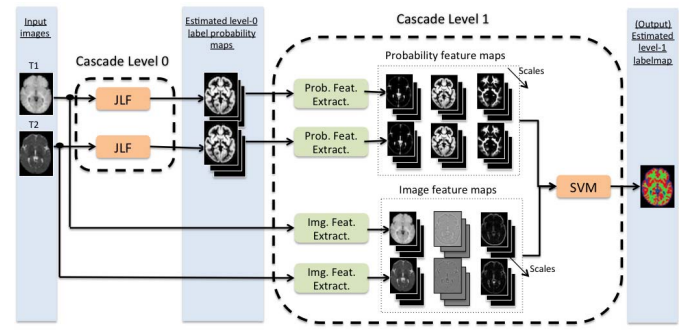 Input
images
Estimated level-0
label probability
maps
Cascade Level 1
(Output)
Estimated
level-1
labelmap
Cascade Level 0
Probability feature maps
Scales
T1
JLF
Prob. Feat.
Extract.
T2
JLF
Prob. Feat.
Extract.
SVM
Image feature maps
Img. Feat.
Extract.
Img. Feat.
Extract.
Scales